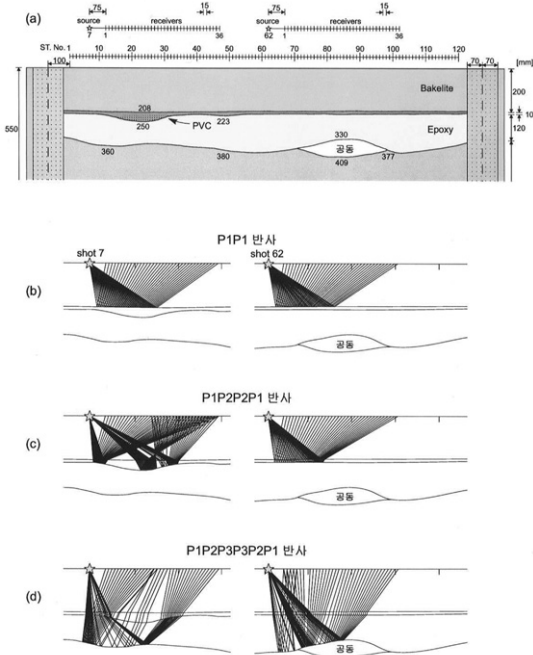 (a)
75 15 75 15
source receivers source receivers
7 1 36 62 1 36
ST. No. 1 10 20 30 40 50 60 70 80 90 100 110 120
100 70 70 [mm]
Bakelite 200
208 10
550 250 PVC 223 Epoxy 120
330
360 380 공동 377
409
P1P1 반사
shot 7 shot 62
(b)
공동
P1P2P2P1 반사
(c)
공동
P1P2P3P3P2P1 반사
(d)
공동